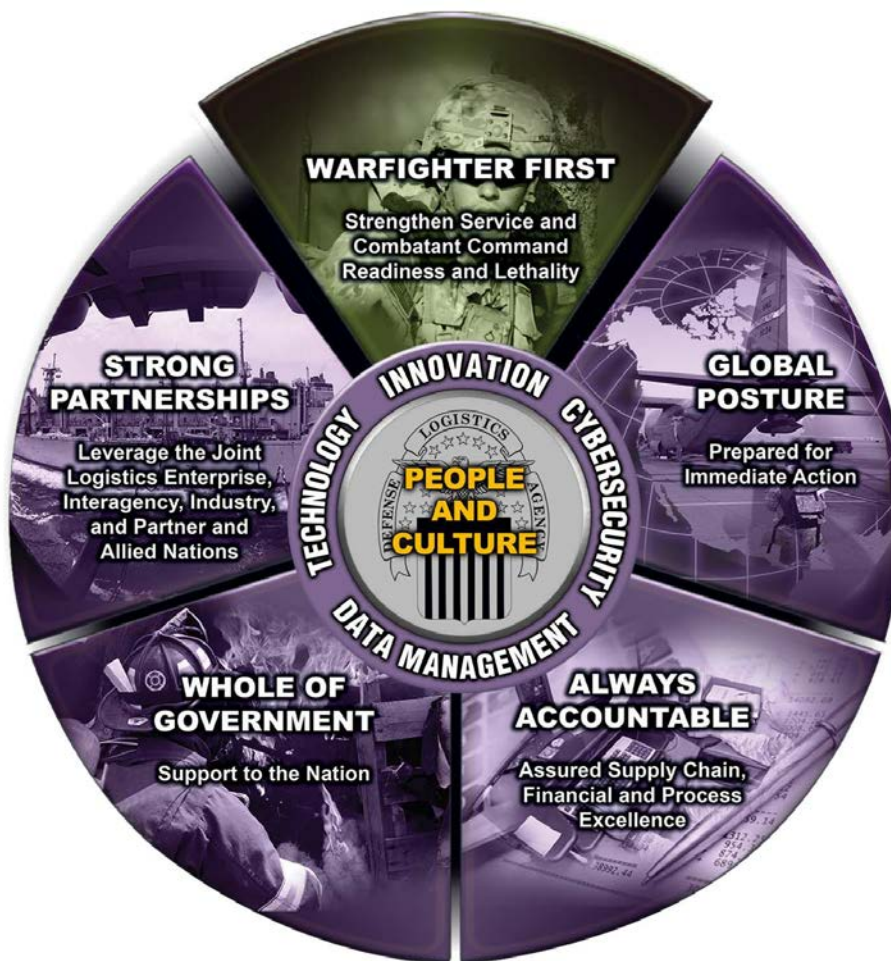 WARFIGHTER FIRST
Strengthen Service and
Combatant Command
Readiness and Lethality
STRONG
PARTNERSHIPS
Leverage the Joint
Logistics Enterprise,
Interagency, Industry,
and Partner and
Allied Nations
GLOBAL
POSTURE
Prepared for
Immediate Action
TECHNOLOGY
INNOVATION
CYBERSECURITY
DATA MANAGEMENT
DEFENSE
LOGISTICS
AGENCY
PEOPLE
AND
CULTURE
WHOLE OF
GOVERNMENT
Support to the Nation
ALWAYS
ACCOUNTABLE
Assured Supply Chain,
Financial and Process
Excellence